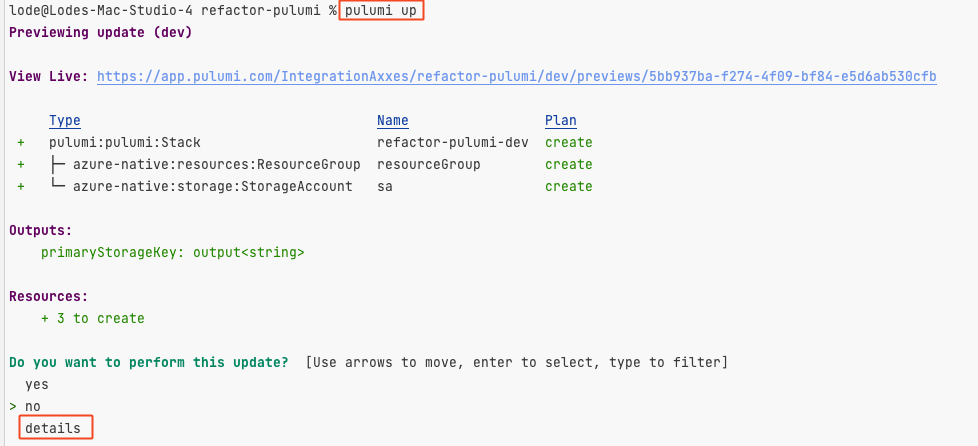 lode@Lodes-Mac-Studio-4 refactor-pulumi % pulumi up
Previewing update (dev)
View Live: https://app.pulumi.com/IntegrationAxxes/refactor-pulumi/dev/previews/5bb937ba-f274-4f09-bf84-e5d6ab530cfb
Type Name Plan
+ pulumi:pulumi:Stack refactor-pulumi-dev create
+ ├─ azure-native:resources:ResourceGroup resourceGroup create
+ └─ azure-native:storage:StorageAccount sa create
Outputs:
primaryStorageKey: output<string>
Resources:
+ 3 to create
Do you want to perform this update? [Use arrows to move, enter to select, type to filter]
yes
> no
details